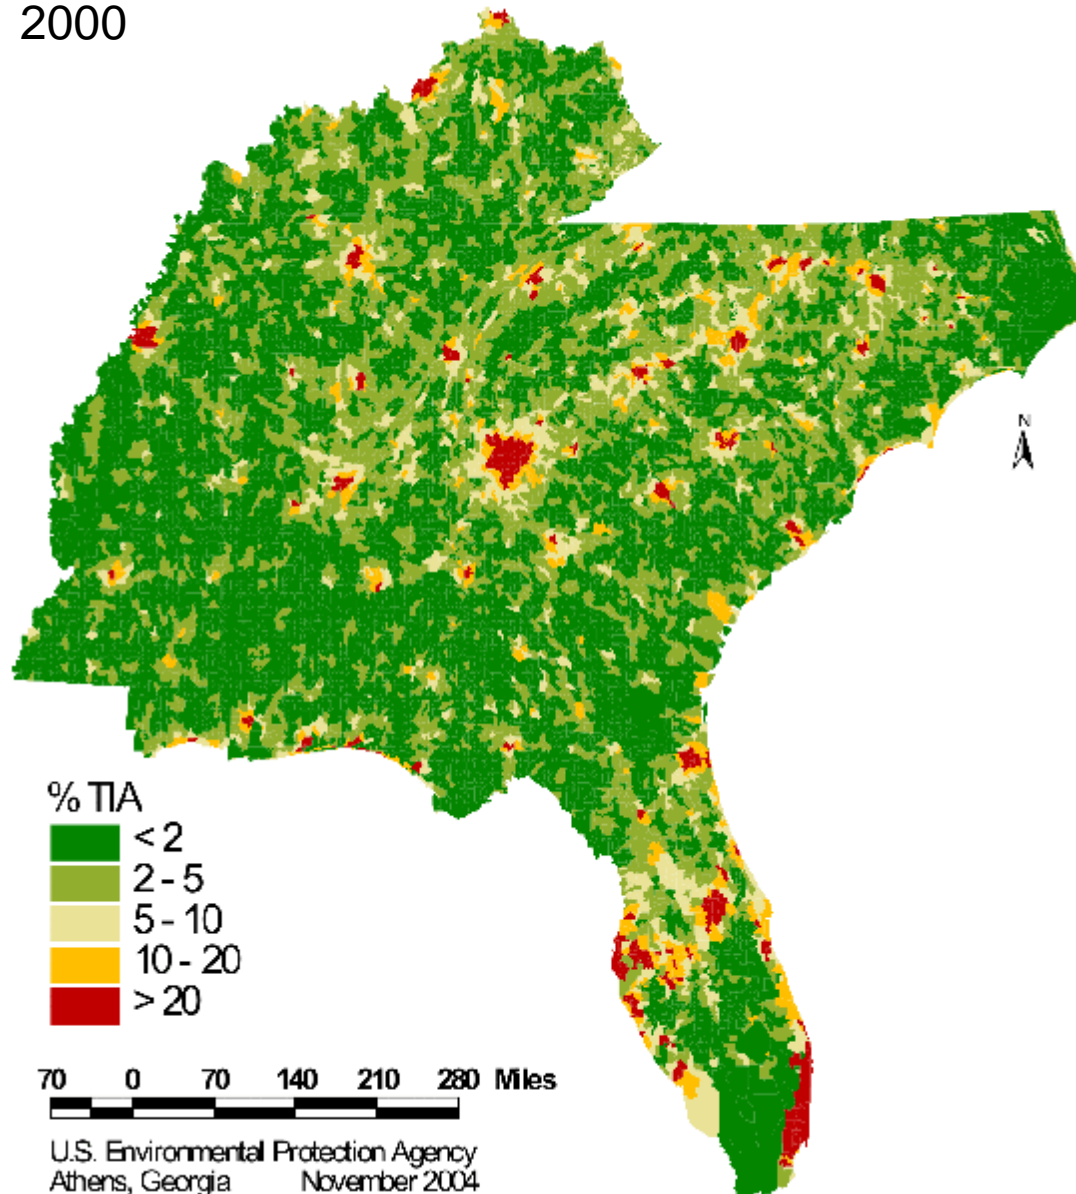 2000
N
% TIA
< 2
2 - 5
5 - 10
10 - 20
> 20
70 0 70 140 210 280 Miles
U.S. Environmental Protection Agency
Athens, Georgia November 2004